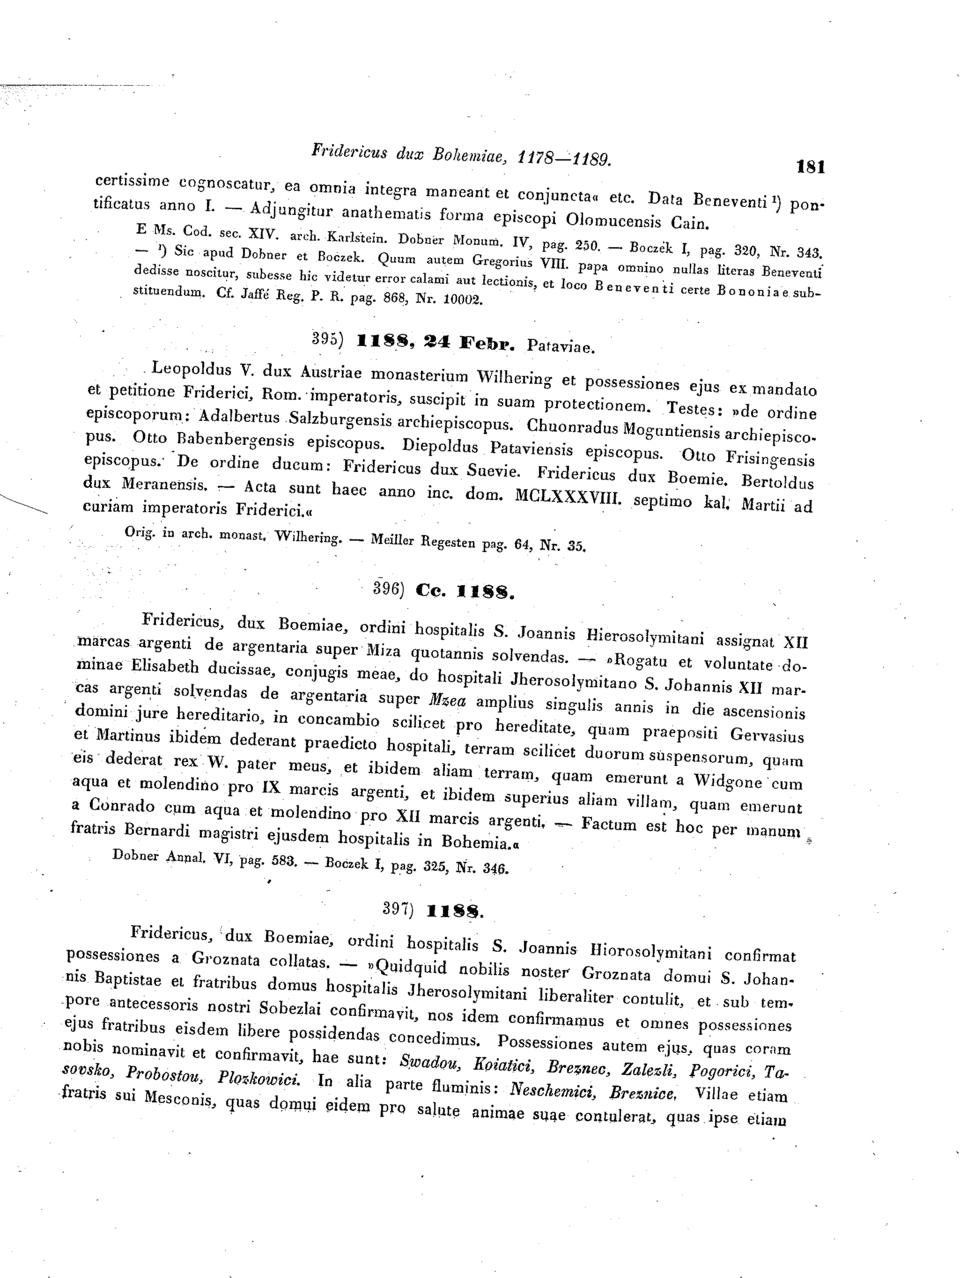 Fridericus dux Bohemiae, 1178—1189.
181
certissime cognoscatur, ea omnia integra maneant et conjuncta« etc. Data Beneventi ¹) pon-
tificatus anno I. — Adjungitur anathematis forma episcopi Olomucensis Cain.
E Ms. Cod. sec. XIV. arch. Karlstein. Dobner Monum. IV, pag. 250. — Boczek I, pag. 320, Nr. 343.
— ¹) Sic apud Dobner et Boczek. Quum autem Gregorius VIII. papa omnino nullas literas Beneventi
dedisse noscitur, subesse hic videtur error calami aut lectionis, et loco Beneventi certe Bononiae sub-
stituendum. Cf. Jaffé Reg. P. R. pag. 868, Nr. 10002.
395) 1188, 24 Febr. Pataviae.
Leopoldus V. dux Austriae monasterium Wilhering et possessiones ejus ex mandato
et petitione Friderici, Rom. imperatoris, suscipit in suam protectionem. Testes: »de ordine
episcoporum: Adalbertus Salzburgensis archiepiscopus. Chuonradus Moguntiensis archiepisco-
pus. Otto Babenbergensis episcopus. Diepoldus Pataviensis episcopus. Otto Frisingensis
episcopus. De ordine ducum: Fridericus dux Suevie. Fridericus dux Boemie. Bertoldus
dux Meranensis. — Acta sunt haec anno inc. dom. MCLXXXVIII. septimo kal. Martii ad
curiam imperatoris Friderici.«
Orig. in arch. monast. Wilhering. — Meiller Regesten pag. 64, Nr. 35.
396) Cc. 1188.
Fridericus, dux Boemiae, ordini hospitalis S. Joannis Hierosolymitani assignat XII
marcas argenti de argentaria super Miza quotannis solvendas. — »Rogatu et voluntate do-
minae Elisabeth ducissae, conjugis meae, do hospitali Jherosolymitano S. Johannis XII mar-
cas argenti solvendas de argentaria super Mzea amplius singulis annis in die ascensionis
domini jure hereditario, in concambio scilicet pro hereditate, quam praepositi Gervasius
et Martinus ibidem dederant praedicto hospitali, terram scilicet duorum suspensorum, quam
eis dederat rex W. pater meus, et ibidem aliam terram, quam emerunt a Widgone cum
aqua et molendino pro IX marcis argenti, et ibidem superius aliam villam, quam emerunt
a Conrado cum aqua et molendino pro XII marcis argenti. — Factum est hoc per manum
fratris Bernardi magistri ejusdem hospitalis in Bohemia.«
Dobner Annal. VI, pag. 583. — Boczek I, pag. 325, Nr. 346.
397) 1188.
Fridericus, dux Boemiae, ordini hospitalis S. Joannis Hiorosolymitani confirmat
possessiones a Groznata collatas. — »Quidquid nobilis noster Groznata domui S. Johan-
nis Baptistae et fratribus domus hospitalis Jherosolymitani liberaliter contulit, et sub tem-
pore antecessoris nostri Sobezlai confirmavit, nos idem confirmamus et omnes possessiones
ejus fratribus eisdem libere possidendas concedimus. Possessiones autem ejus, quas coram
nobis nominavit et confirmavit, hae sunt: Swadou, Koiatici, Breznec, Zalezli, Pogorici, Ta-
sovsko, Probostou, Plozkowici. In alia parte fluminis: Neschemici, Breznice. Villae etiam
fratris sui Mesconis, quas domui eidem pro salute animae suae contulerat, quas ipse etiam